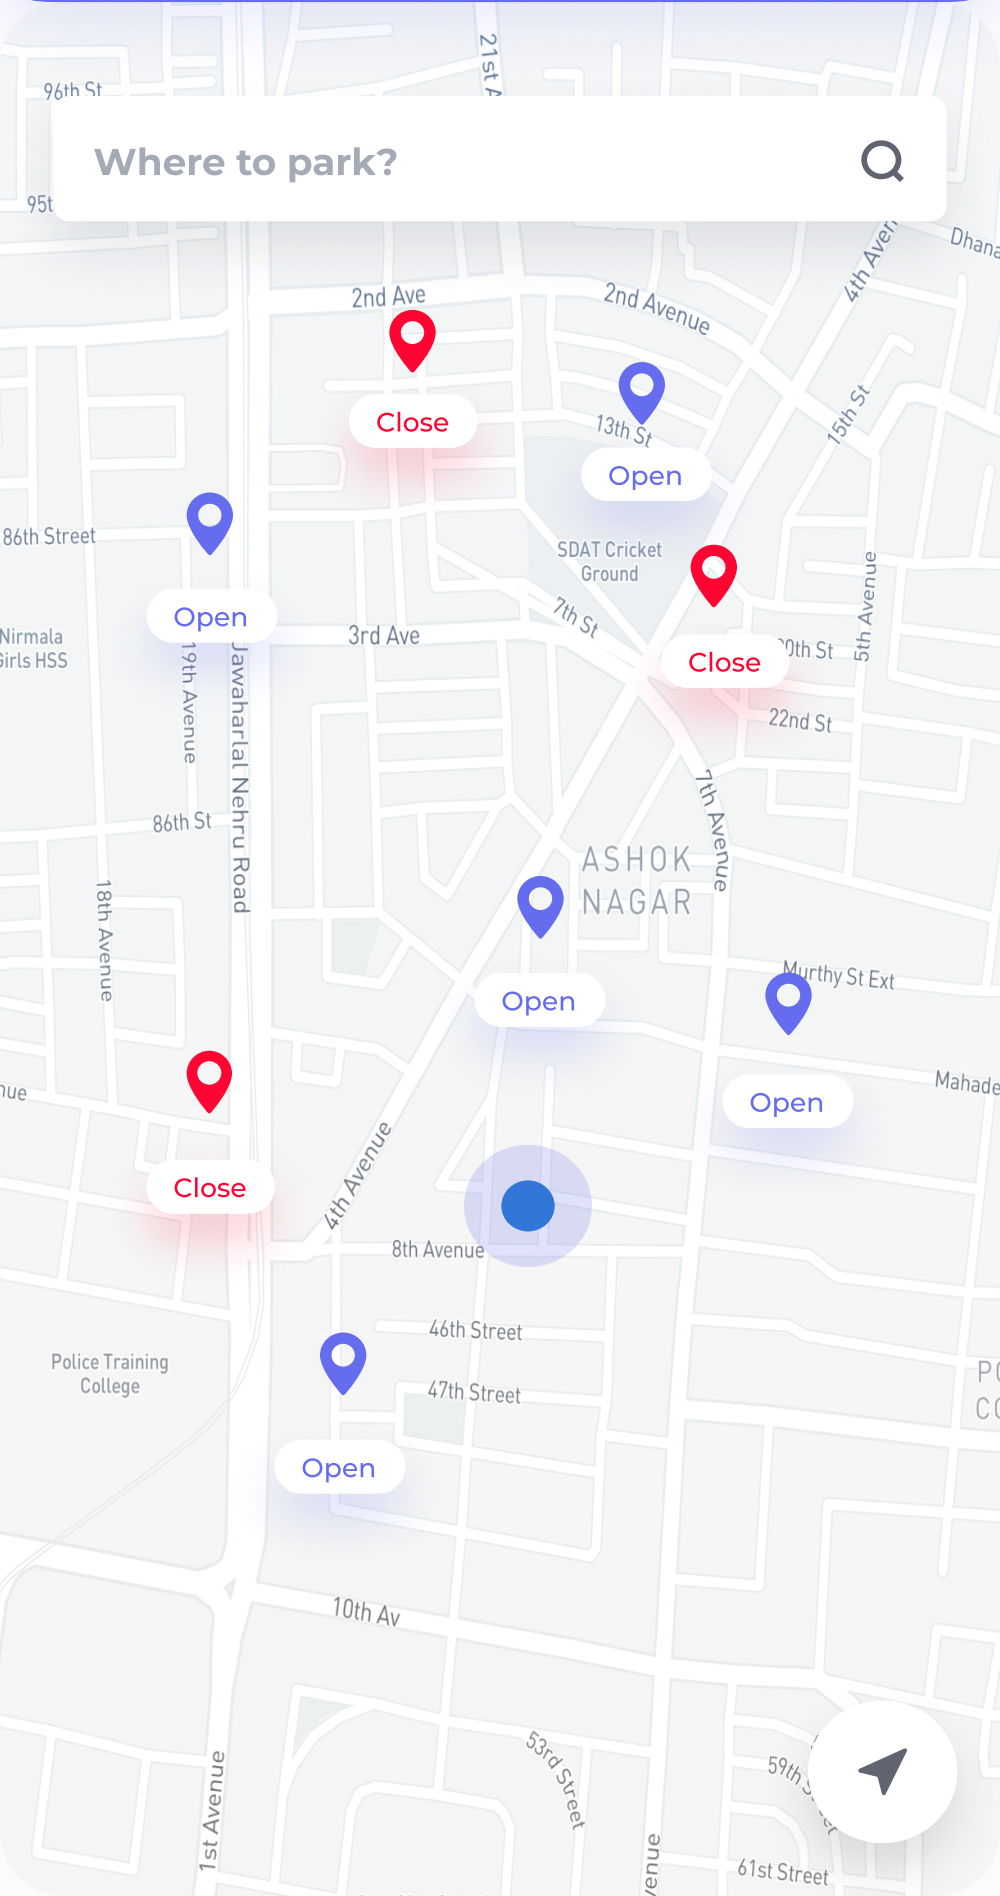 21st A
96th St
Where to park?
95t
Dhana
4th Aven
2nd Ave
2nd Avenue
Close
15th St
13th St
Open
86th Street
SDAT Cricket
Ground
7th St
Open
Nirmala
Girls HSS
3rd Ave
5th Avenue
Close
0th St
19th Avenue
Jawaharlal Nehru Road
22nd St
86th St
7th Avenue
ASHOK
NAGAR
18th Avenue
Murthy St Ext
Open
Mahade
nue
Open
4th Avenue
Close
8th Avenue
46th Street
Police Training
College
47th Street
PO
CO
Open
10th Av
53rd Street
1st Avenue
59th S
61st Street
venue